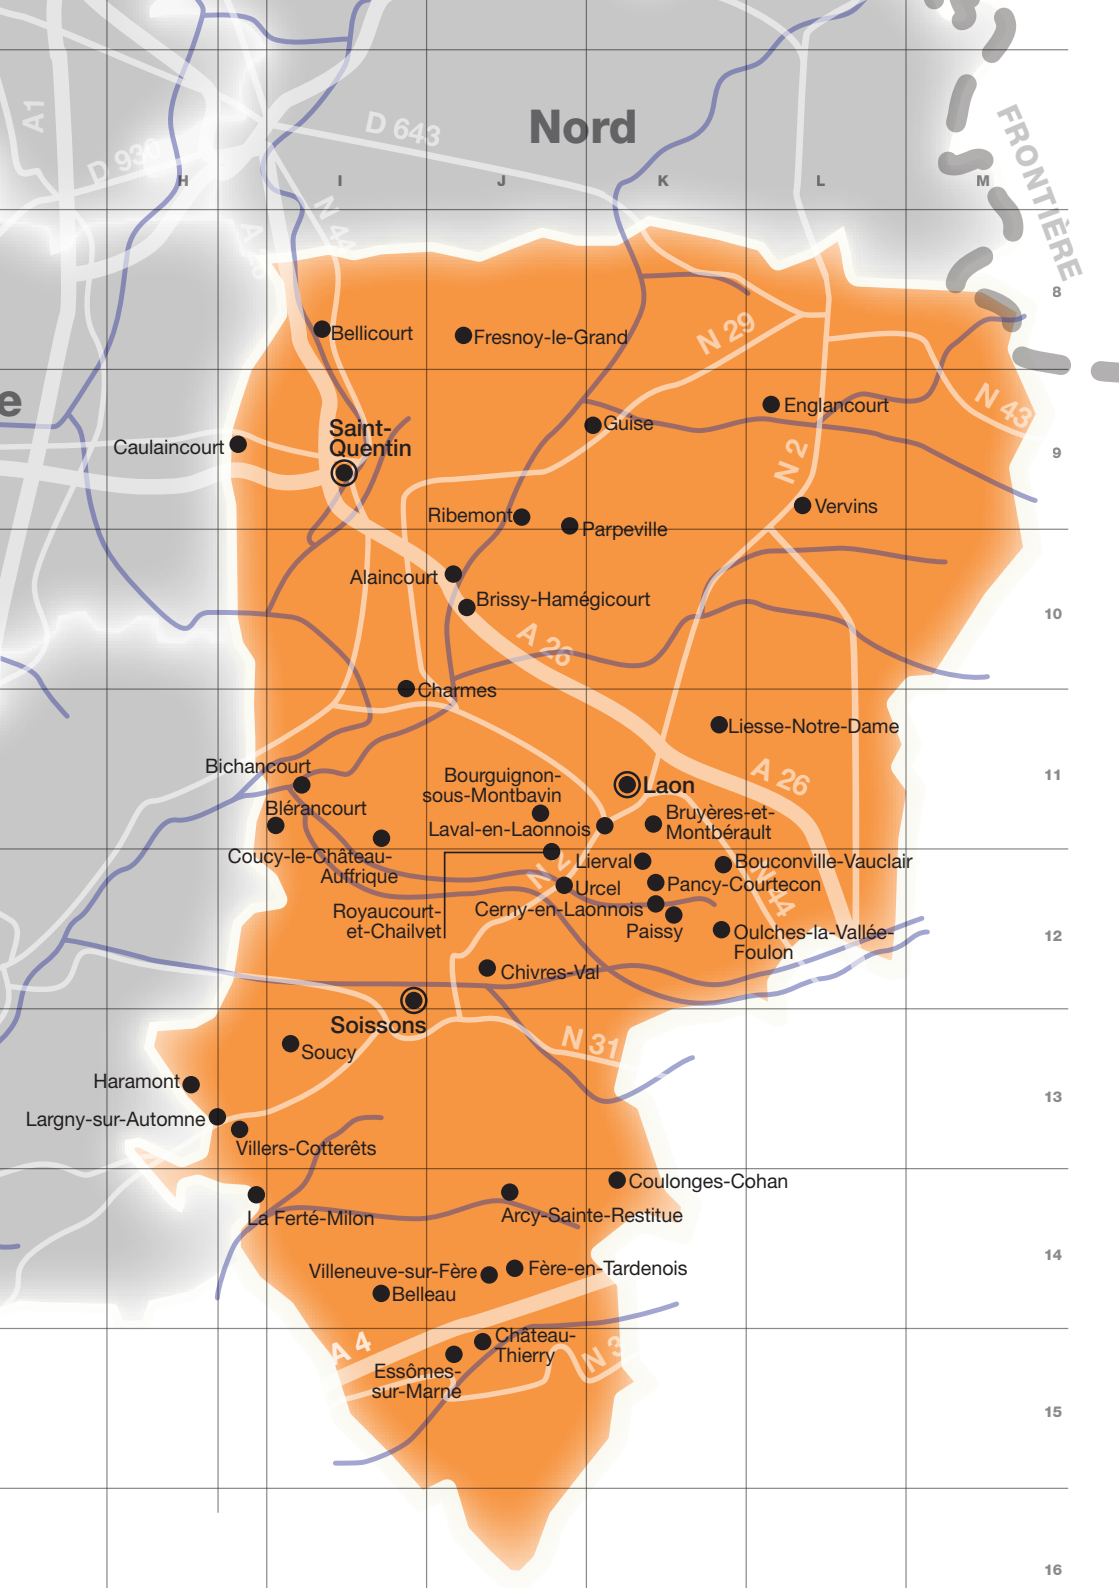 A1
D 930
D 643
Nord
FRONTIÈRE
H
I
J
K
L
M
N 44
A 26
8
Bellicourt
Fresnoy-le-Grand
N 29
e
Saint-
Quentin
Caulaincourt
Guise
Englancourt
N 43
N 2
9
Ribemont
Parpeville
Vervins
Alaincourt
Brissy-Hamégicourt
A 26
10
Charmes
Liesse-Notre-Dame
Bichancourt
Bourguignon-
sous-Montbavin
Laon
A 26
11
Blérancourt
Laval-en-Laonnois
Bruyères-et-
Montbérault
Coucy-le-Château-
Auffrique
N 2
Lierval
Bouconville-Vauclair
Urcel
Pancy-Courtecon
N 44
Royaucourt-
et-Chailvet
Cerny-en-Laonnois
Paissy
Oulches-la-Vallée-
Foulon
12
Chivres-Val
Soissons
N 31
Soucy
Haramont
13
Largny-sur-Automne
Villers-Cotterêts
Coulonges-Cohan
La Ferté-Milon
Arcy-Sainte-Restitue
14
Villeneuve-sur-Fère
Fère-en-Tardenois
Belleau
A 4
Château-
Thierry
N 3
Essômes-
sur-Marne
15
16